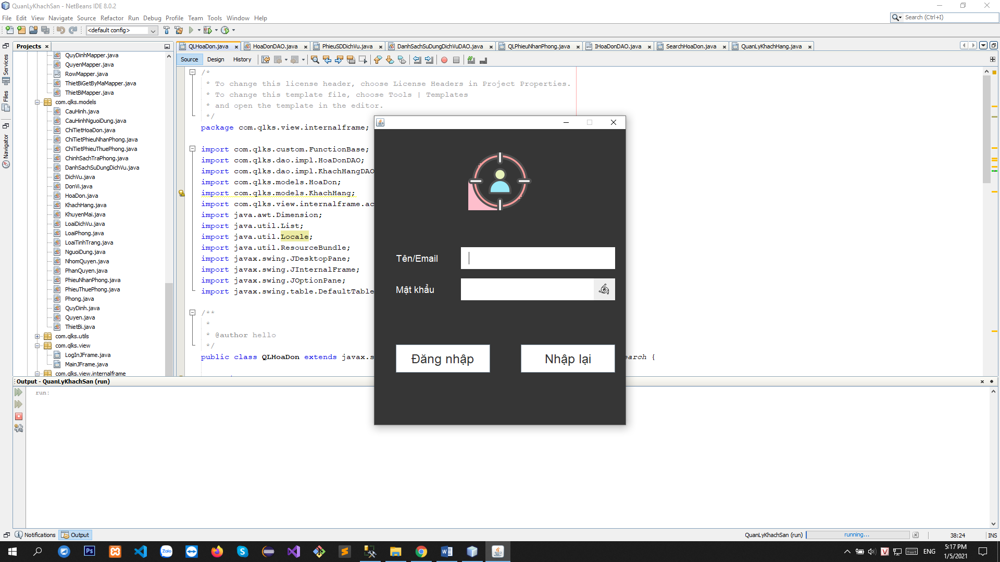 QuanLyKhachSan - NetBeans IDE 8.0.2
File Edit View Navigate Source Refactor Run Debug Profile Team Tools Window Help
Search (Ctrl+I)
<default config>
Projects
QLHoaDon.java HoaDonDAO.java PhieuSDDichVu.java DanhSachSuDungDichVuDAO.java QLPhieuNhanPhong.java IHoaDonDAO.java SearchHoaDon.java QuanLyKhachHang.java
Source Design History
Services
Files
Navigator
QuyDinhMapper.java
QuyenMapper.java
RowMapper.java
ThietBiGetByMaMapper.java
ThietBiMapper.java
com.qlks.models
CauHinh.java
CauHinhNguoiDung.java
ChiTietHoaDon.java
ChiTietPhieuNhanPhong.java
ChiTietPhieuThuePhong.java
ChinhSachTraPhong.java
DanhSachSuDungDichVu.java
DichVu.java
DonVi.java
HoaDon.java
KhachHang.java
KhuyenMai.java
LoaiDichVu.java
LoaiPhong.java
LoaiTinhTrang.java
NguoiDung.java
NhomQuyen.java
PhanQuyen.java
PhieuNhanPhong.java
PhieuThuePhong.java
Phong.java
QuyDinh.java
Quyen.java
ThietBi.java
com.qlks.utils
com.qlks.view
LogInJFrame.java
MainJFrame.java
com.qlks.view.internalframe
/*
* To change this license header, choose License Headers in Project Properties.
* To change this template file, choose Tools | Templates
* and open the template in the editor.
*/
package com.qlks.view.internalframe;
import com.qlks.custom.FunctionBase;
import com.qlks.dao.impl.HoaDonDAO;
import com.qlks.dao.impl.KhachHangDAO
import com.qlks.models.HoaDon;
import com.qlks.models.KhachHang;
import com.qlks.view.internalframe.ac
import java.awt.Dimension;
import java.util.List;
import java.util.Locale;
import java.util.ResourceBundle;
import javax.swing.JDesktopPane;
import javax.swing.JInternalFrame;
import javax.swing.JOptionPane;
import javax.swing.table.DefaultTable
/**
*
* @author hello
*/
public class QLHoaDon extends javax.s
earch {
Tên/Email
Mật khẩu
Đăng nhập Nhập lại
Output - QuanLyKhachSan (run)
run:
Notifications Output
QuanLyKhachSan (run) running... 38:24 INS
Ps
Zalo
ENG
5:17 PM
1/5/2021